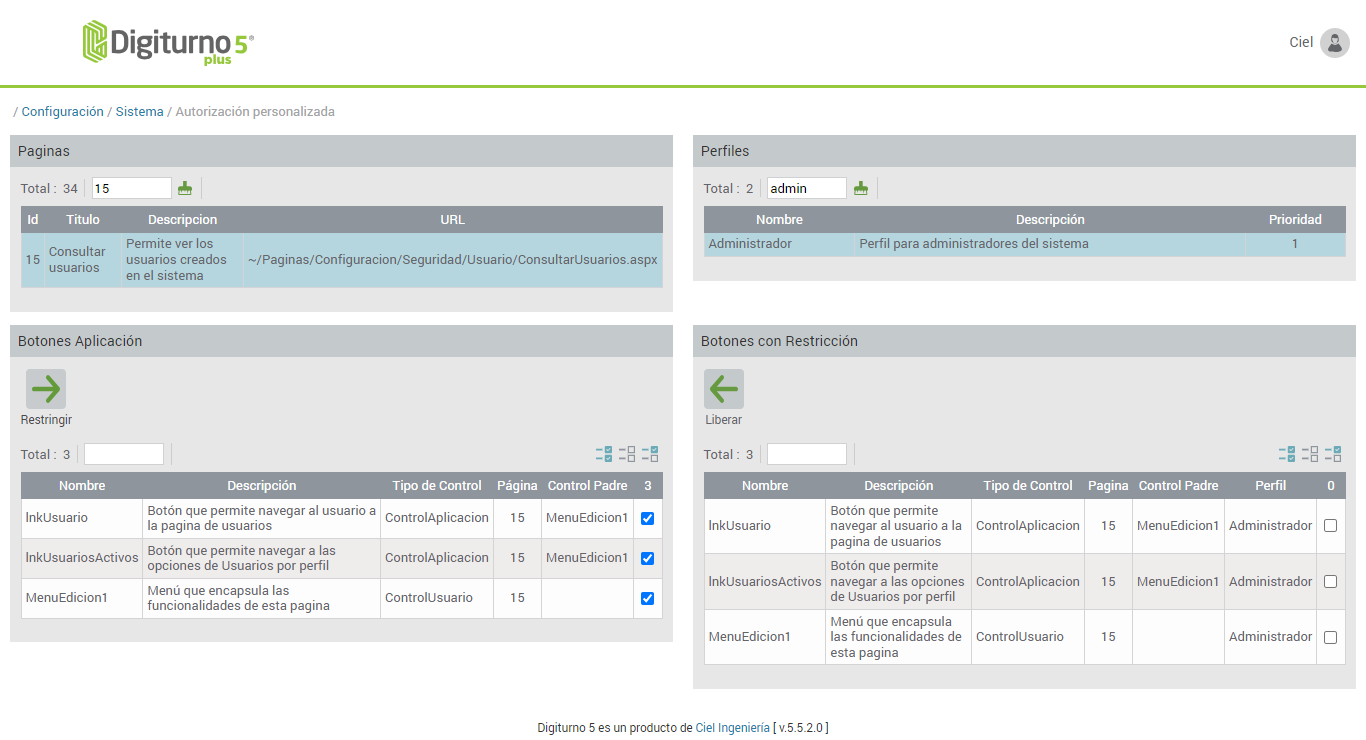 Digiturno 5®
plus
Ciel
/ Configuración / Sistema / Autorización personalizada
Paginas
Total : 34 15
Id Titulo Descripcion URL
15 Consultar usuarios Permite ver los usuarios creados en el sistema ~/Paginas/Configuracion/Seguridad/Usuario/ConsultarUsuarios.aspx
Perfiles
Total : 2 admin
Nombre Descripción Prioridad
Administrador Perfil para administradores del sistema 1
Botones Aplicación
Restringir
Total : 3
Nombre Descripción Tipo de Control Página Control Padre 3
lnkUsuario Botón que permite navegar al usuario a la pagina de usuarios ControlAplicacion 15 MenuEdicion1
lnkUsuariosActivos Botón que permite navegar a las opciones de Usuarios por perfil ControlAplicacion 15 MenuEdicion1
MenuEdicion1 Menú que encapsula las funcionalidades de esta pagina ControlUsuario 15
Botones con Restricción
Liberar
Total : 3
Nombre Descripción Tipo de Control Pagina Control Padre Perfil 0
lnkUsuario Botón que permite navegar al usuario a la pagina de usuarios ControlAplicacion 15 MenuEdicion1 Administrador
lnkUsuariosActivos Botón que permite navegar a las opciones de Usuarios por perfil ControlAplicacion 15 MenuEdicion1 Administrador
MenuEdicion1 Menú que encapsula las funcionalidades de esta pagina ControlUsuario 15 Administrador
Digiturno 5 es un producto de Ciel Ingeniería [ v.5.5.2.0 ]